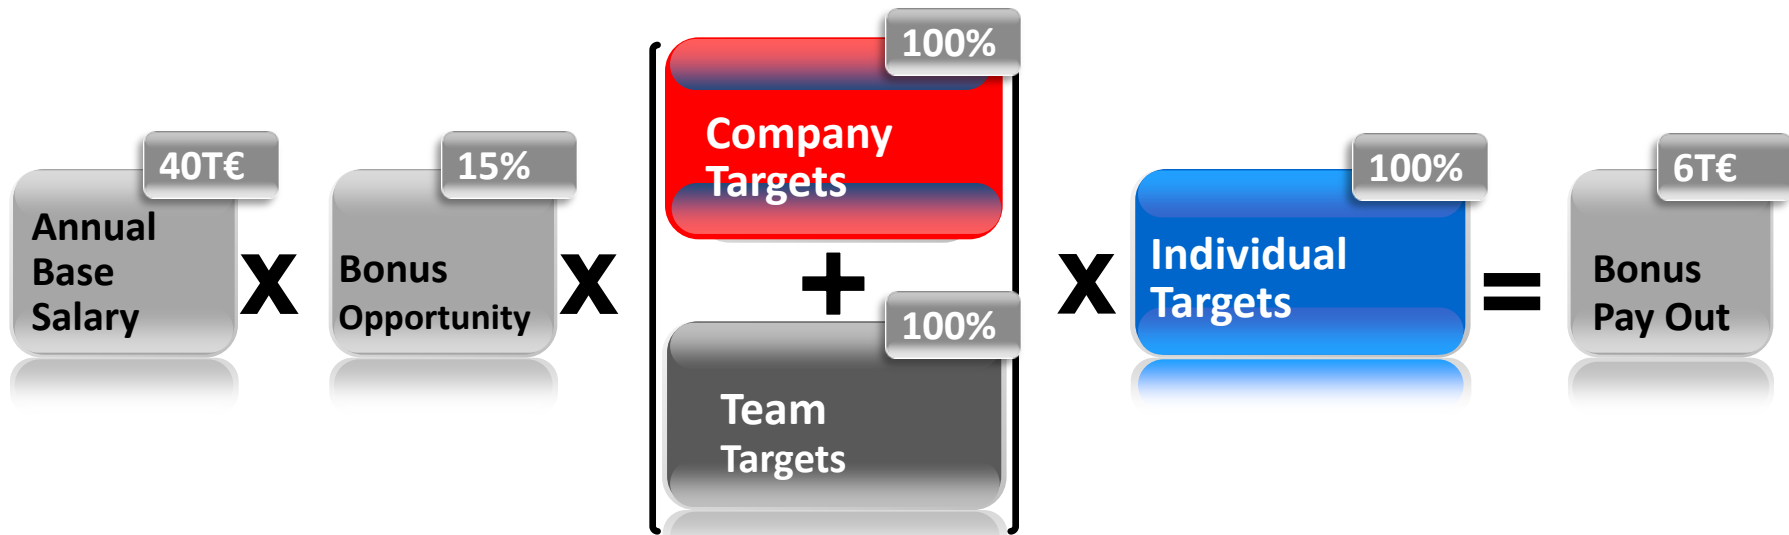 40T€
Annual
Base
Salary
x
15%
Bonus
Opportunity
x
[
100%
Company
Targets
+
100%
Team
Targets
]
x
100%
Individual
Targets
=
6T€
Bonus
Pay Out